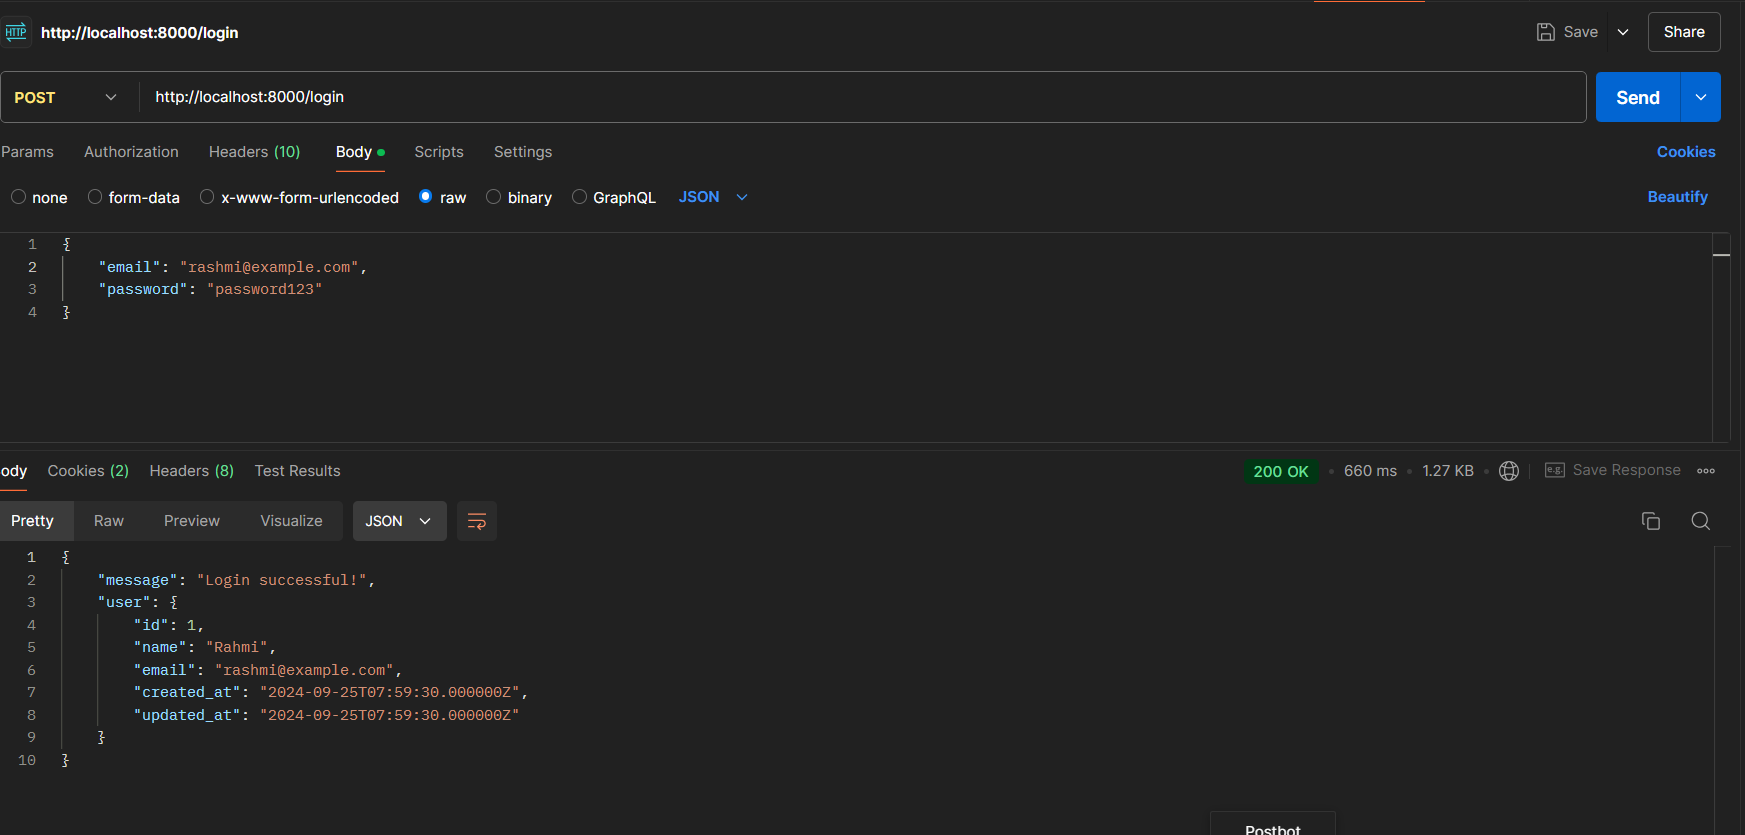 HTTP http://localhost:8000/login Save Share
POST http://localhost:8000/login Send
Params Authorization Headers (10) Body Scripts Settings Cookies
none form-data x-www-form-urlencoded raw binary GraphQL JSON Beautify
1 {
2 "email": "rashmi@example.com",
3 "password": "password123"
4 }
ody Cookies (2) Headers (8) Test Results 200 OK 660 ms 1.27 KB e.g. Save Response
Pretty Raw Preview Visualize JSON
1 {
2 "message": "Login successful!",
3 "user": {
4 "id": 1,
5 "name": "Rahmi",
6 "email": "rashmi@example.com",
7 "created_at": "2024-09-25T07:59:30.000000Z",
8 "updated_at": "2024-09-25T07:59:30.000000Z"
9 }
10 }
Postbot